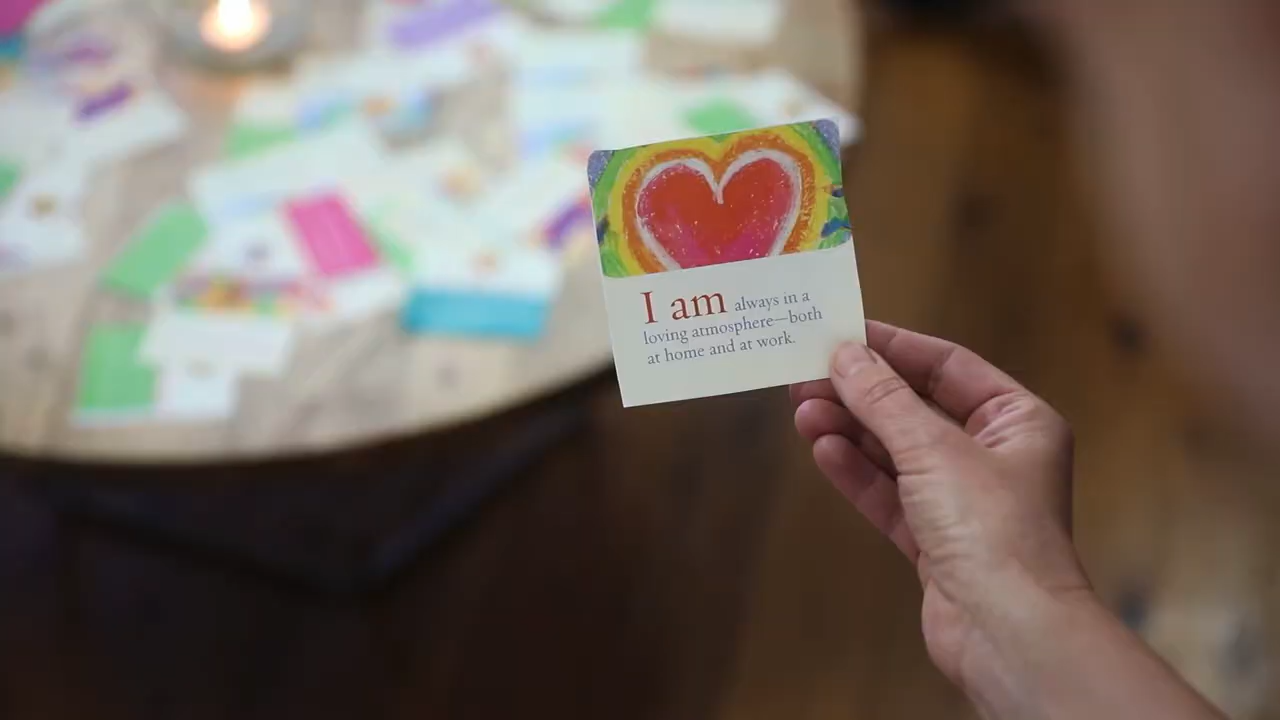 I am always in a
loving atmosphere—both
at home and at work.